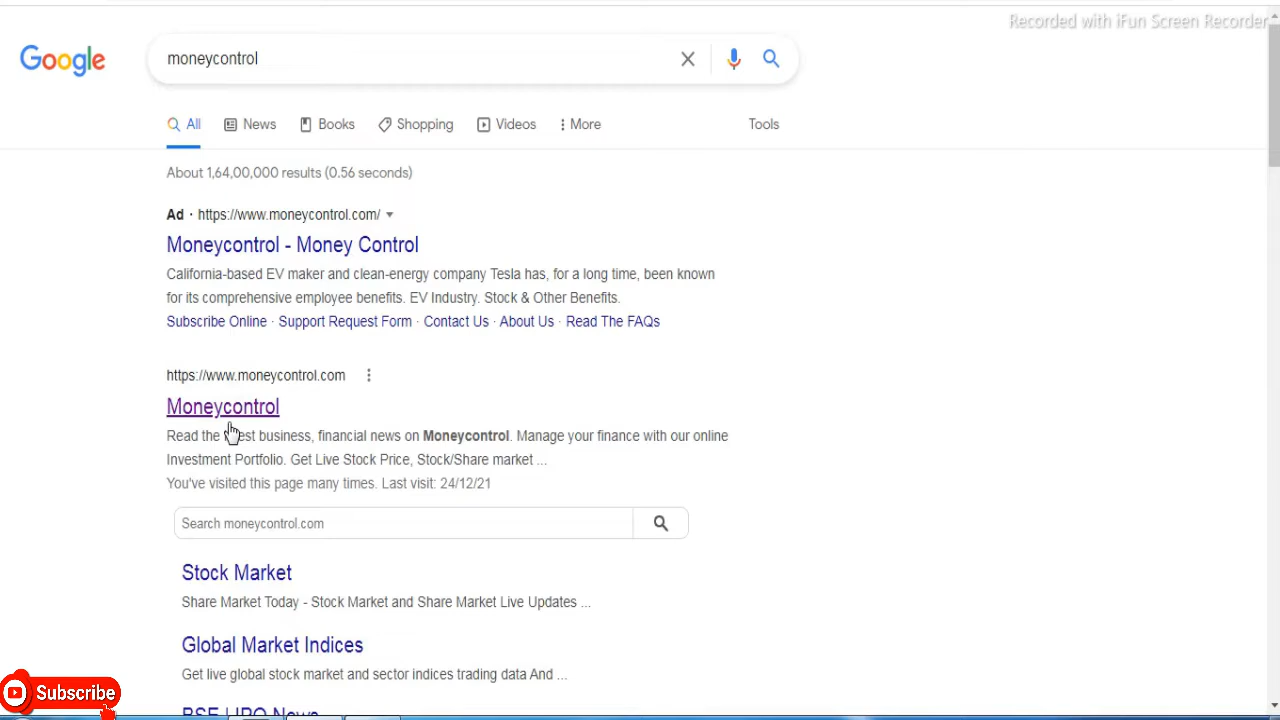 Recorded with iFun Screen Recorder
Google
moneycontrol
All
News
Books
Shopping
Videos
More
Tools
About 1,64,00,000 results (0.56 seconds)
Ad · https://www.moneycontrol.com/
Moneycontrol - Money Control
California-based EV maker and clean-energy company Tesla has, for a long time, been known
for its comprehensive employee benefits. EV Industry. Stock & Other Benefits.
Subscribe Online · Support Request Form · Contact Us · About Us · Read The FAQs
https://www.moneycontrol.com
Moneycontrol
Read the business, financial news on Moneycontrol. Manage your finance with our online
Investment Portfolio. Get Live Stock Price, Stock/Share market ...
You've visited this page many times. Last visit: 24/12/21
Search moneycontrol.com
Stock Market
Share Market Today - Stock Market and Share Market Live Updates ...
Global Market Indices
Get live global stock market and sector indices trading data And ...
BSE | IPO News
Subscribe